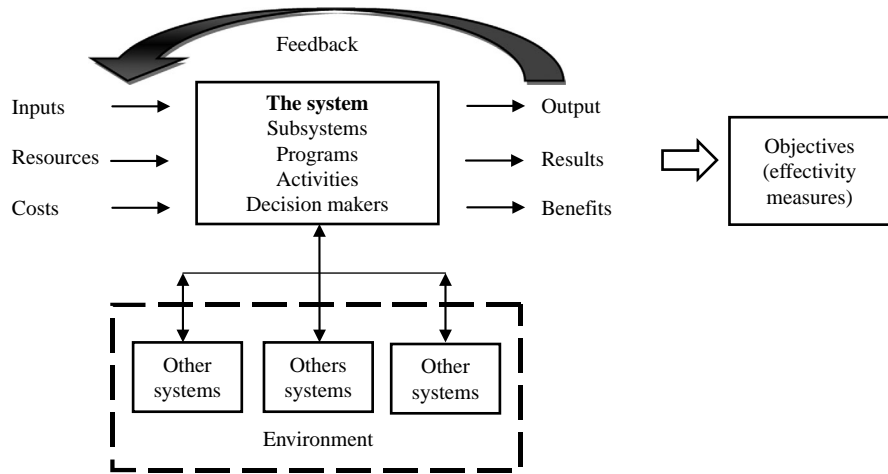 Feedback
Inputs
Resources
Costs
The system
Subsystems
Programs
Activities
Decision makers
Output
Results
Benefits
Objectives
(effectivity
measures)
Other
systems
Others
systems
Other
systems
Environment